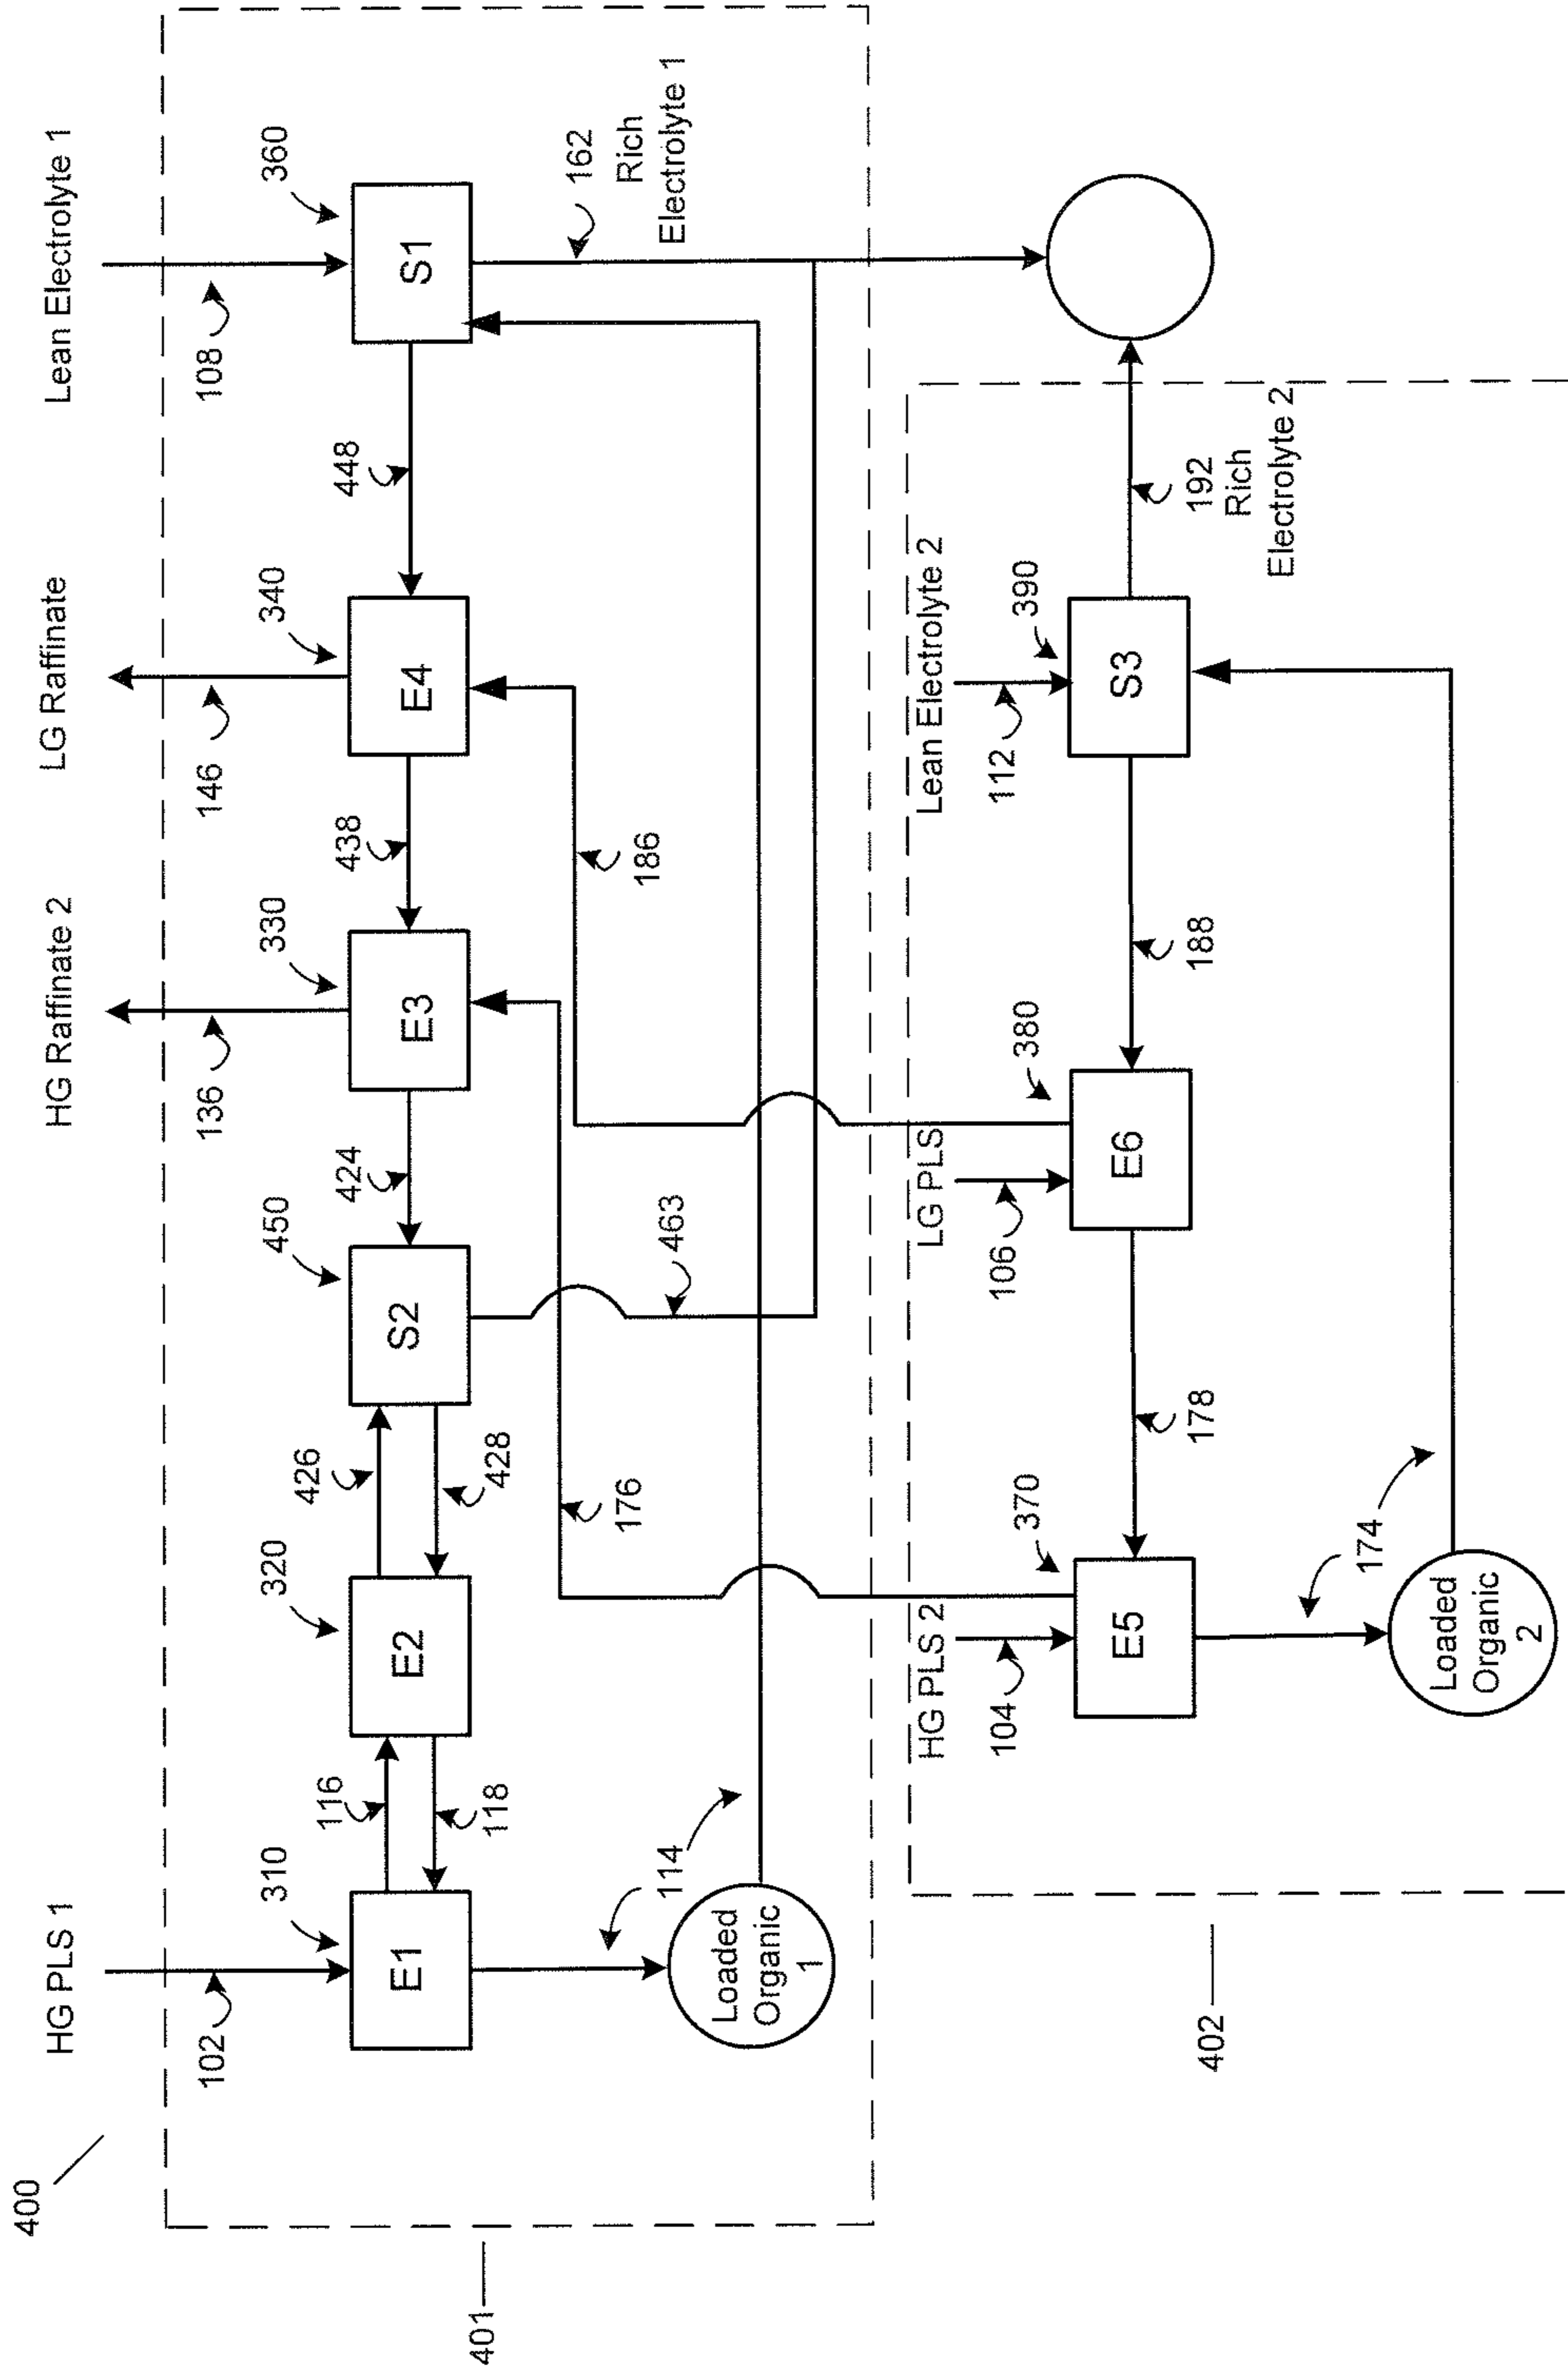 400
HG PLS 1
HG Raffinate 2
LG Raffinate
Lean Electrolyte 1
102
136
146
108
310
320
450
330
340
360
116
426
424
438
448
E1
E2
S2
E3
E4
S1
118
428
401
114
176
463
186
162
Rich
Electrolyte 1
Loaded
Organic
1
HG PLS 2
LG PLS
Lean Electrolyte 2
104
106
112
370
380
390
E5
E6
S3
178
188
192
Rich
Electrolyte 2
402
174
Loaded
Organic
2